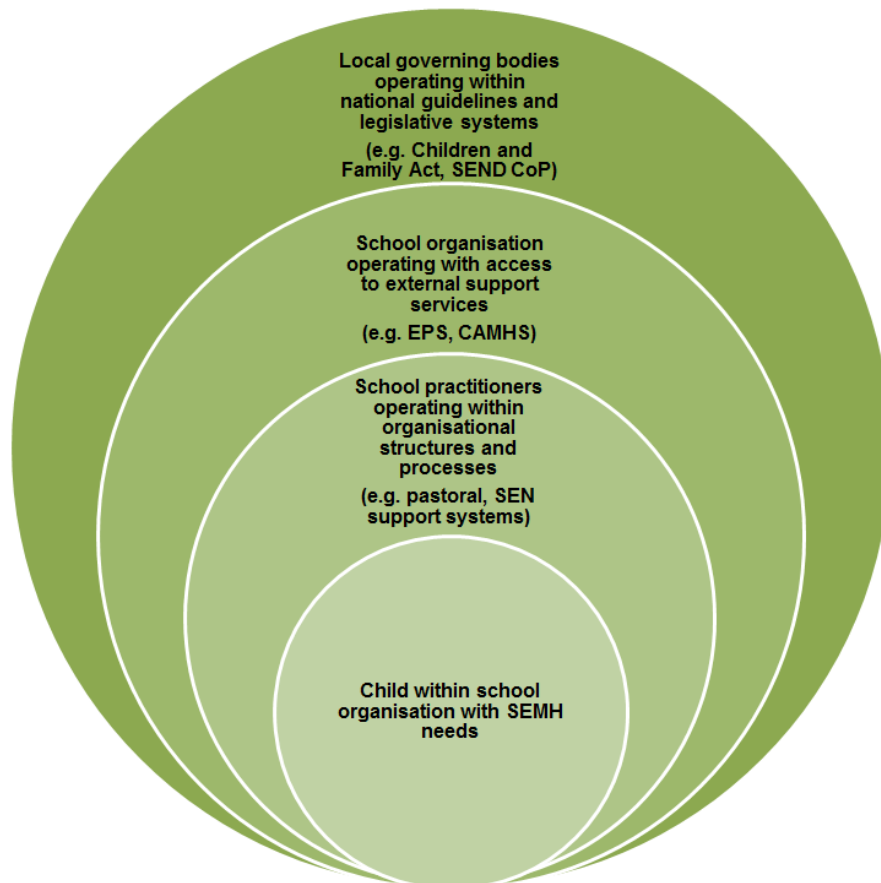 Local governing bodies
operating within
national guidelines and
legislative systems
(e.g. Children and
Family Act, SEND CoP)
School organisation
operating with access
to external support
services
(e.g. EPS, CAMHS)
School practitioners
operating within
organisational
structures and
processes
(e.g. pastoral, SEN
support systems)
Child within school
organisation with SEMH
needs